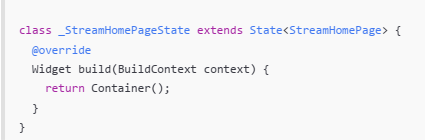 class _StreamHomePageState extends State<StreamHomePage> {
  @override
  Widget build(BuildContext context) {
    return Container();
  }
}